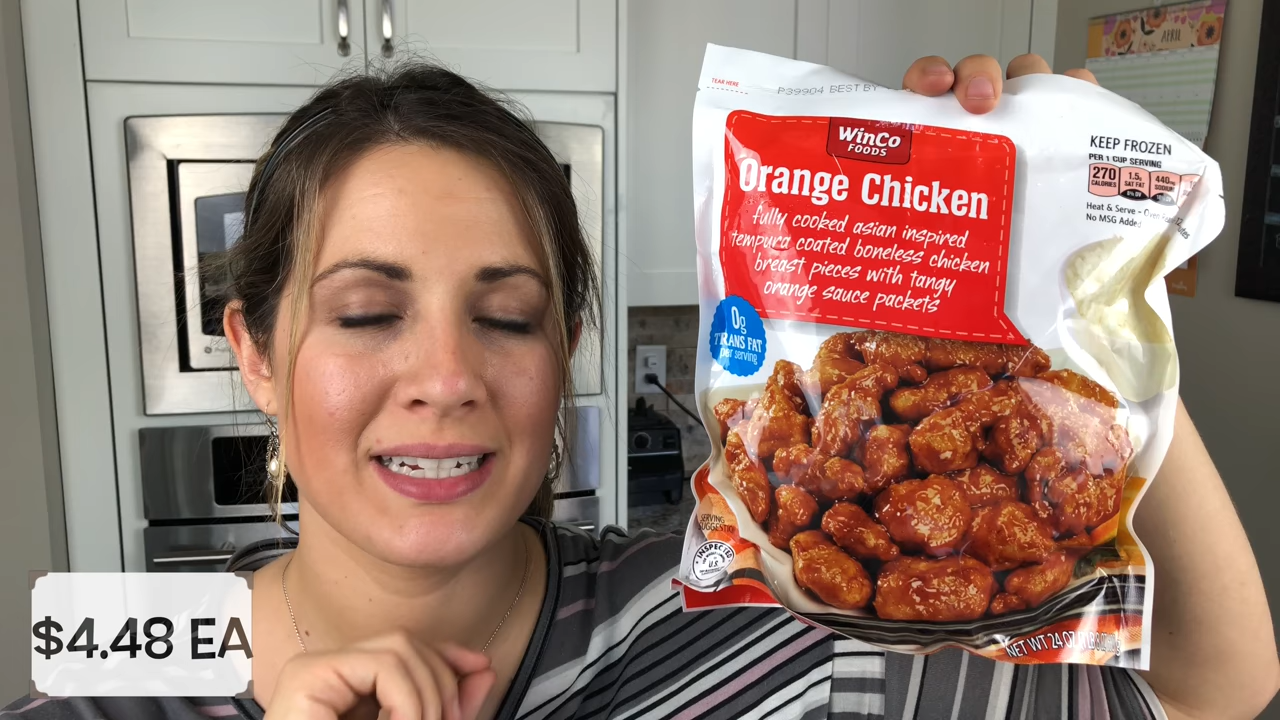 APRIL
TEAR HERE
P39904 BEST BY
WinCo
FOODS
Orange Chicken
fully cooked asian inspired
tempura coated boneless chicken
breast pieces with tangy
orange sauce packets
KEEP FROZEN
PER 1 CUP SERVING
270
CALORIES
1.5g
SAT FAT
440mg
SODIUM
Heat & Serve -
No MSG Added
0g
TRANS FAT
per serving
SERVING
SUGGESTION
INSPECTED
U.S.
NET WT 24 OZ
$4.48 EA